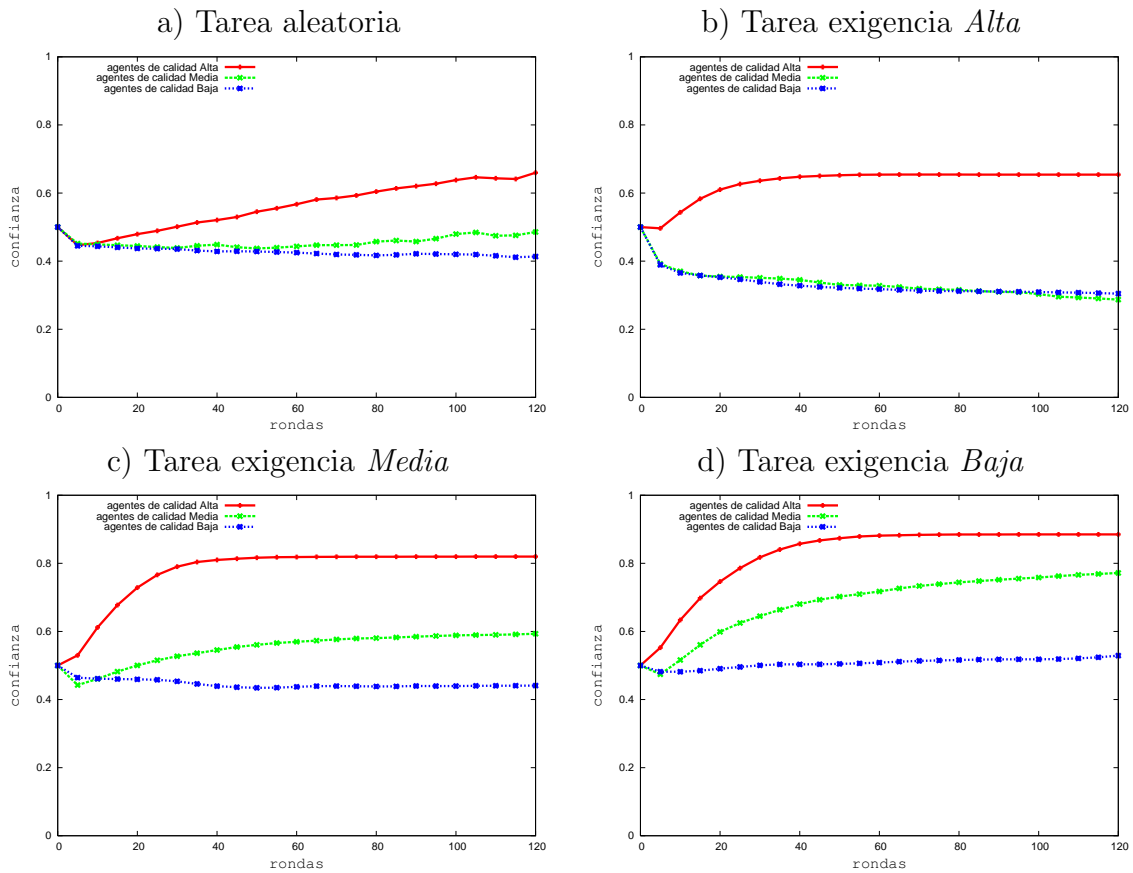 a) Tarea aleatoria
1
0.8
0.6
0.4
0.2
0
0 20 40 60 80 100 120
confianza
rondas
agentes de calidad Alta
agentes de calidad Media
agentes de calidad Baja
b) Tarea exigencia Alta
1
0.8
0.6
0.4
0.2
0
0 20 40 60 80 100 120
confianza
rondas
agentes de calidad Alta
agentes de calidad Media
agentes de calidad Baja
c) Tarea exigencia Media
1
0.8
0.6
0.4
0.2
0
0 20 40 60 80 100 120
confianza
rondas
agentes de calidad Alta
agentes de calidad Media
agentes de calidad Baja
d) Tarea exigencia Baja
1
0.8
0.6
0.4
0.2
0
0 20 40 60 80 100 120
confianza
rondas
agentes de calidad Alta
agentes de calidad Media
agentes de calidad Baja